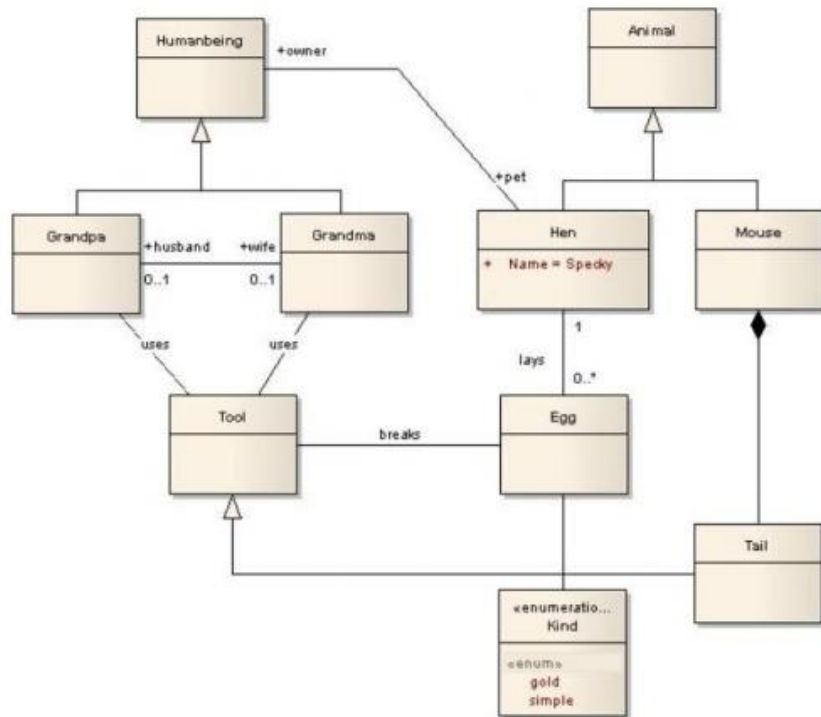 Humanbeing
Animal
+owner
+pet
Grandpa
+husband
+wife
Grandma
0..1
0..1
Hen
+ Name = Specky
Mouse
uses
uses
1
lays
0..*
Tool
breaks
Egg
Tail
«enumeratio...
Kind
«enum»
gold
simple